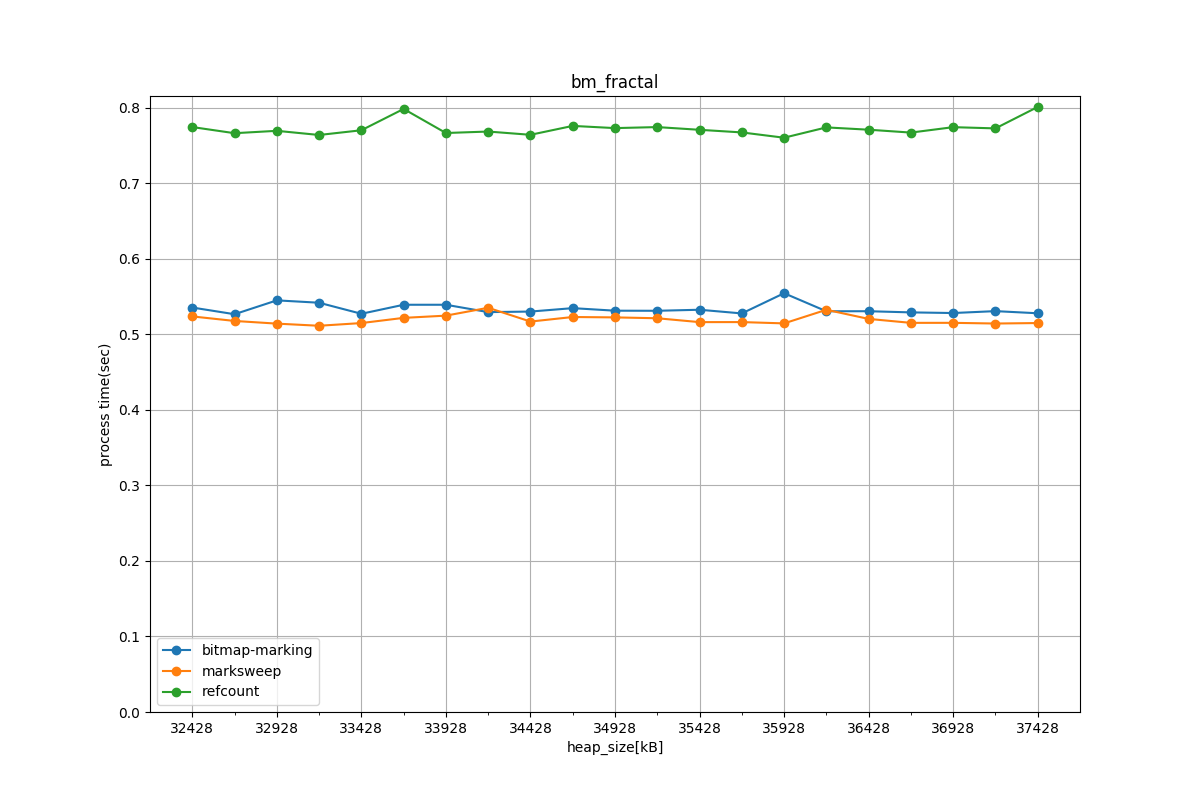 bm_fractal
0.8
0.7
0.6
0.5
0.4
0.3
0.2
0.1
0.0
process time(sec)
bitmap-marking
marksweep
refcount
32428 32928 33428 33928 34428 34928 35428 35928 36428 36928 37428
heap_size[kB]